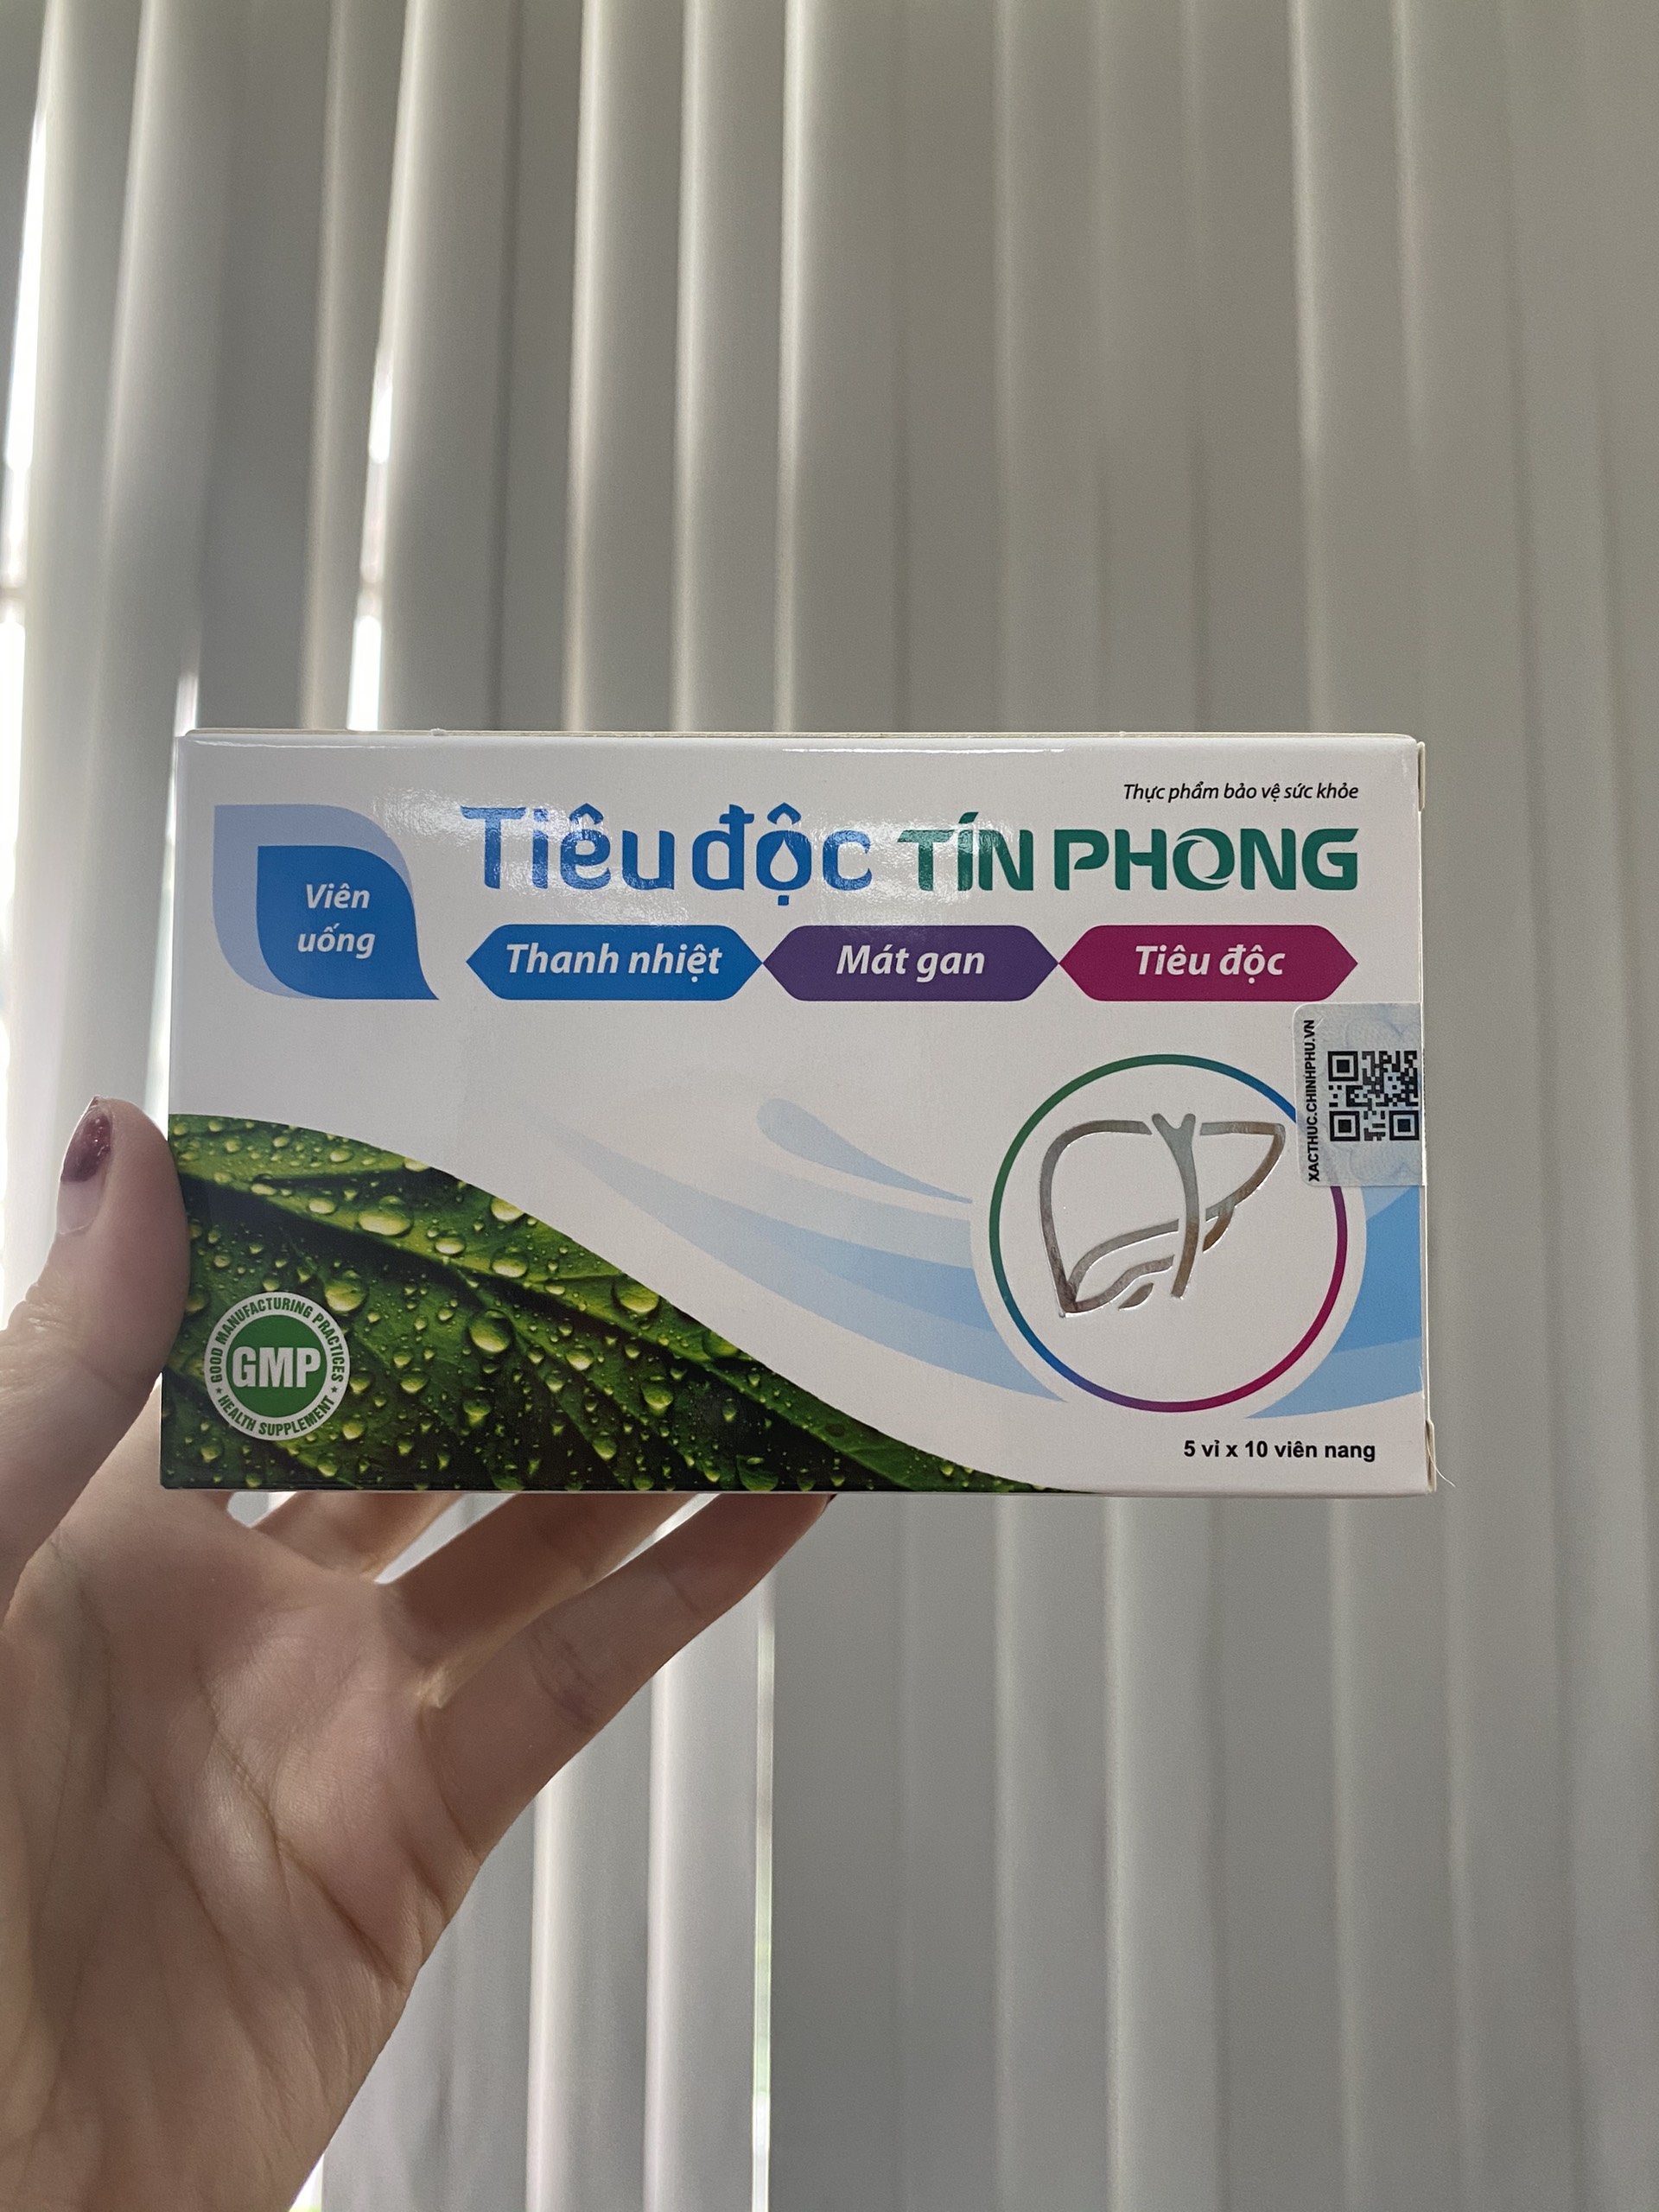 Thực phẩm bảo vệ sức khỏe
Tiêu độc TÍN PHONG
Viên
uống
Thanh nhiệt Mát gan Tiêu độc
XACTHUC.CHINHPHU.VN
GOOD MANUFACTURING PRACTICES
GMP
HEALTH SUPPLEMENT
5 vỉ x 10 viên nang